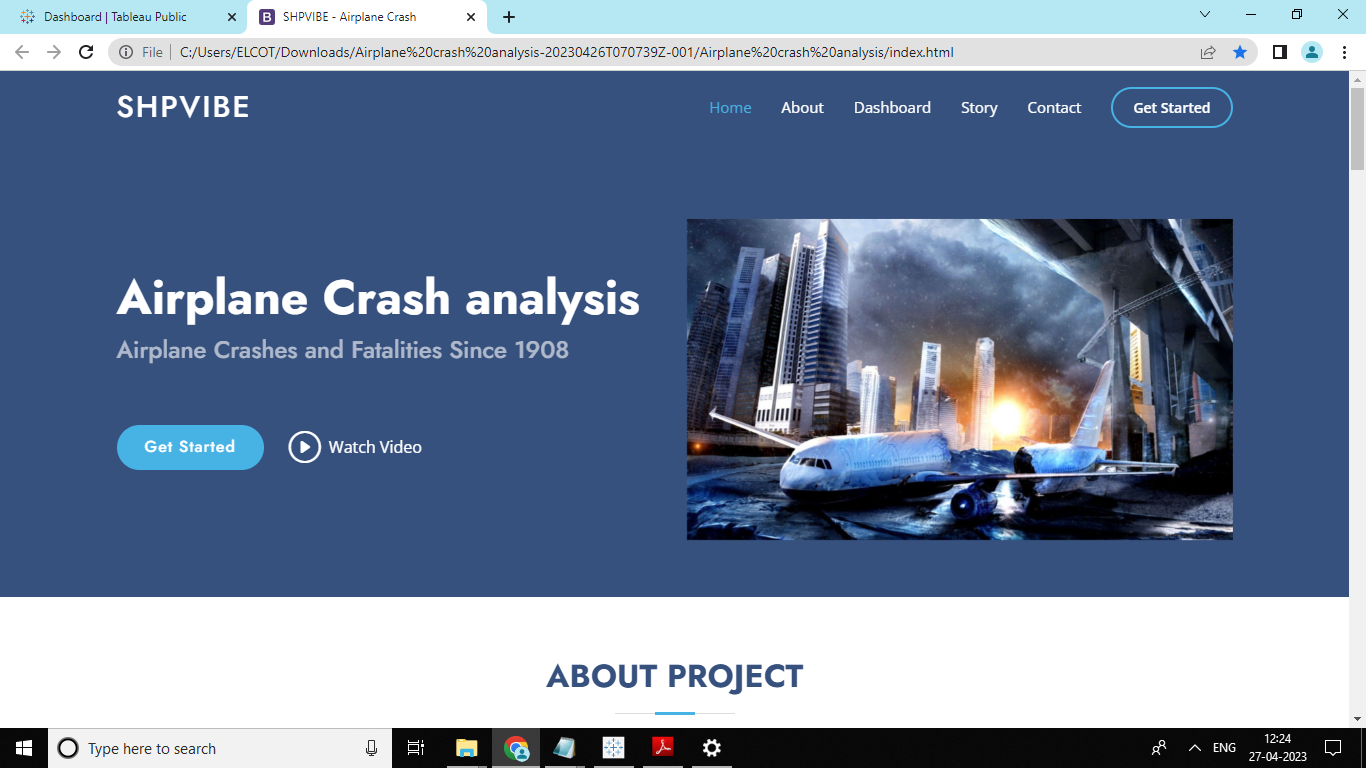 Dashboard | Tableau Public
SHPVIBE - Airplane Crash
File
C:/Users/ELCOT/Downloads/Airplane%20crash%20analysis-20230426T070739Z-001/Airplane%20crash%20analysis/index.html
SHPVIBE
Home About Dashboard Story Contact Get Started
Airplane Crash analysis
Airplane Crashes and Fatalities Since 1908
Get Started Watch Video
ABOUT PROJECT
Type here to search
ENG
12:24
27-04-2023